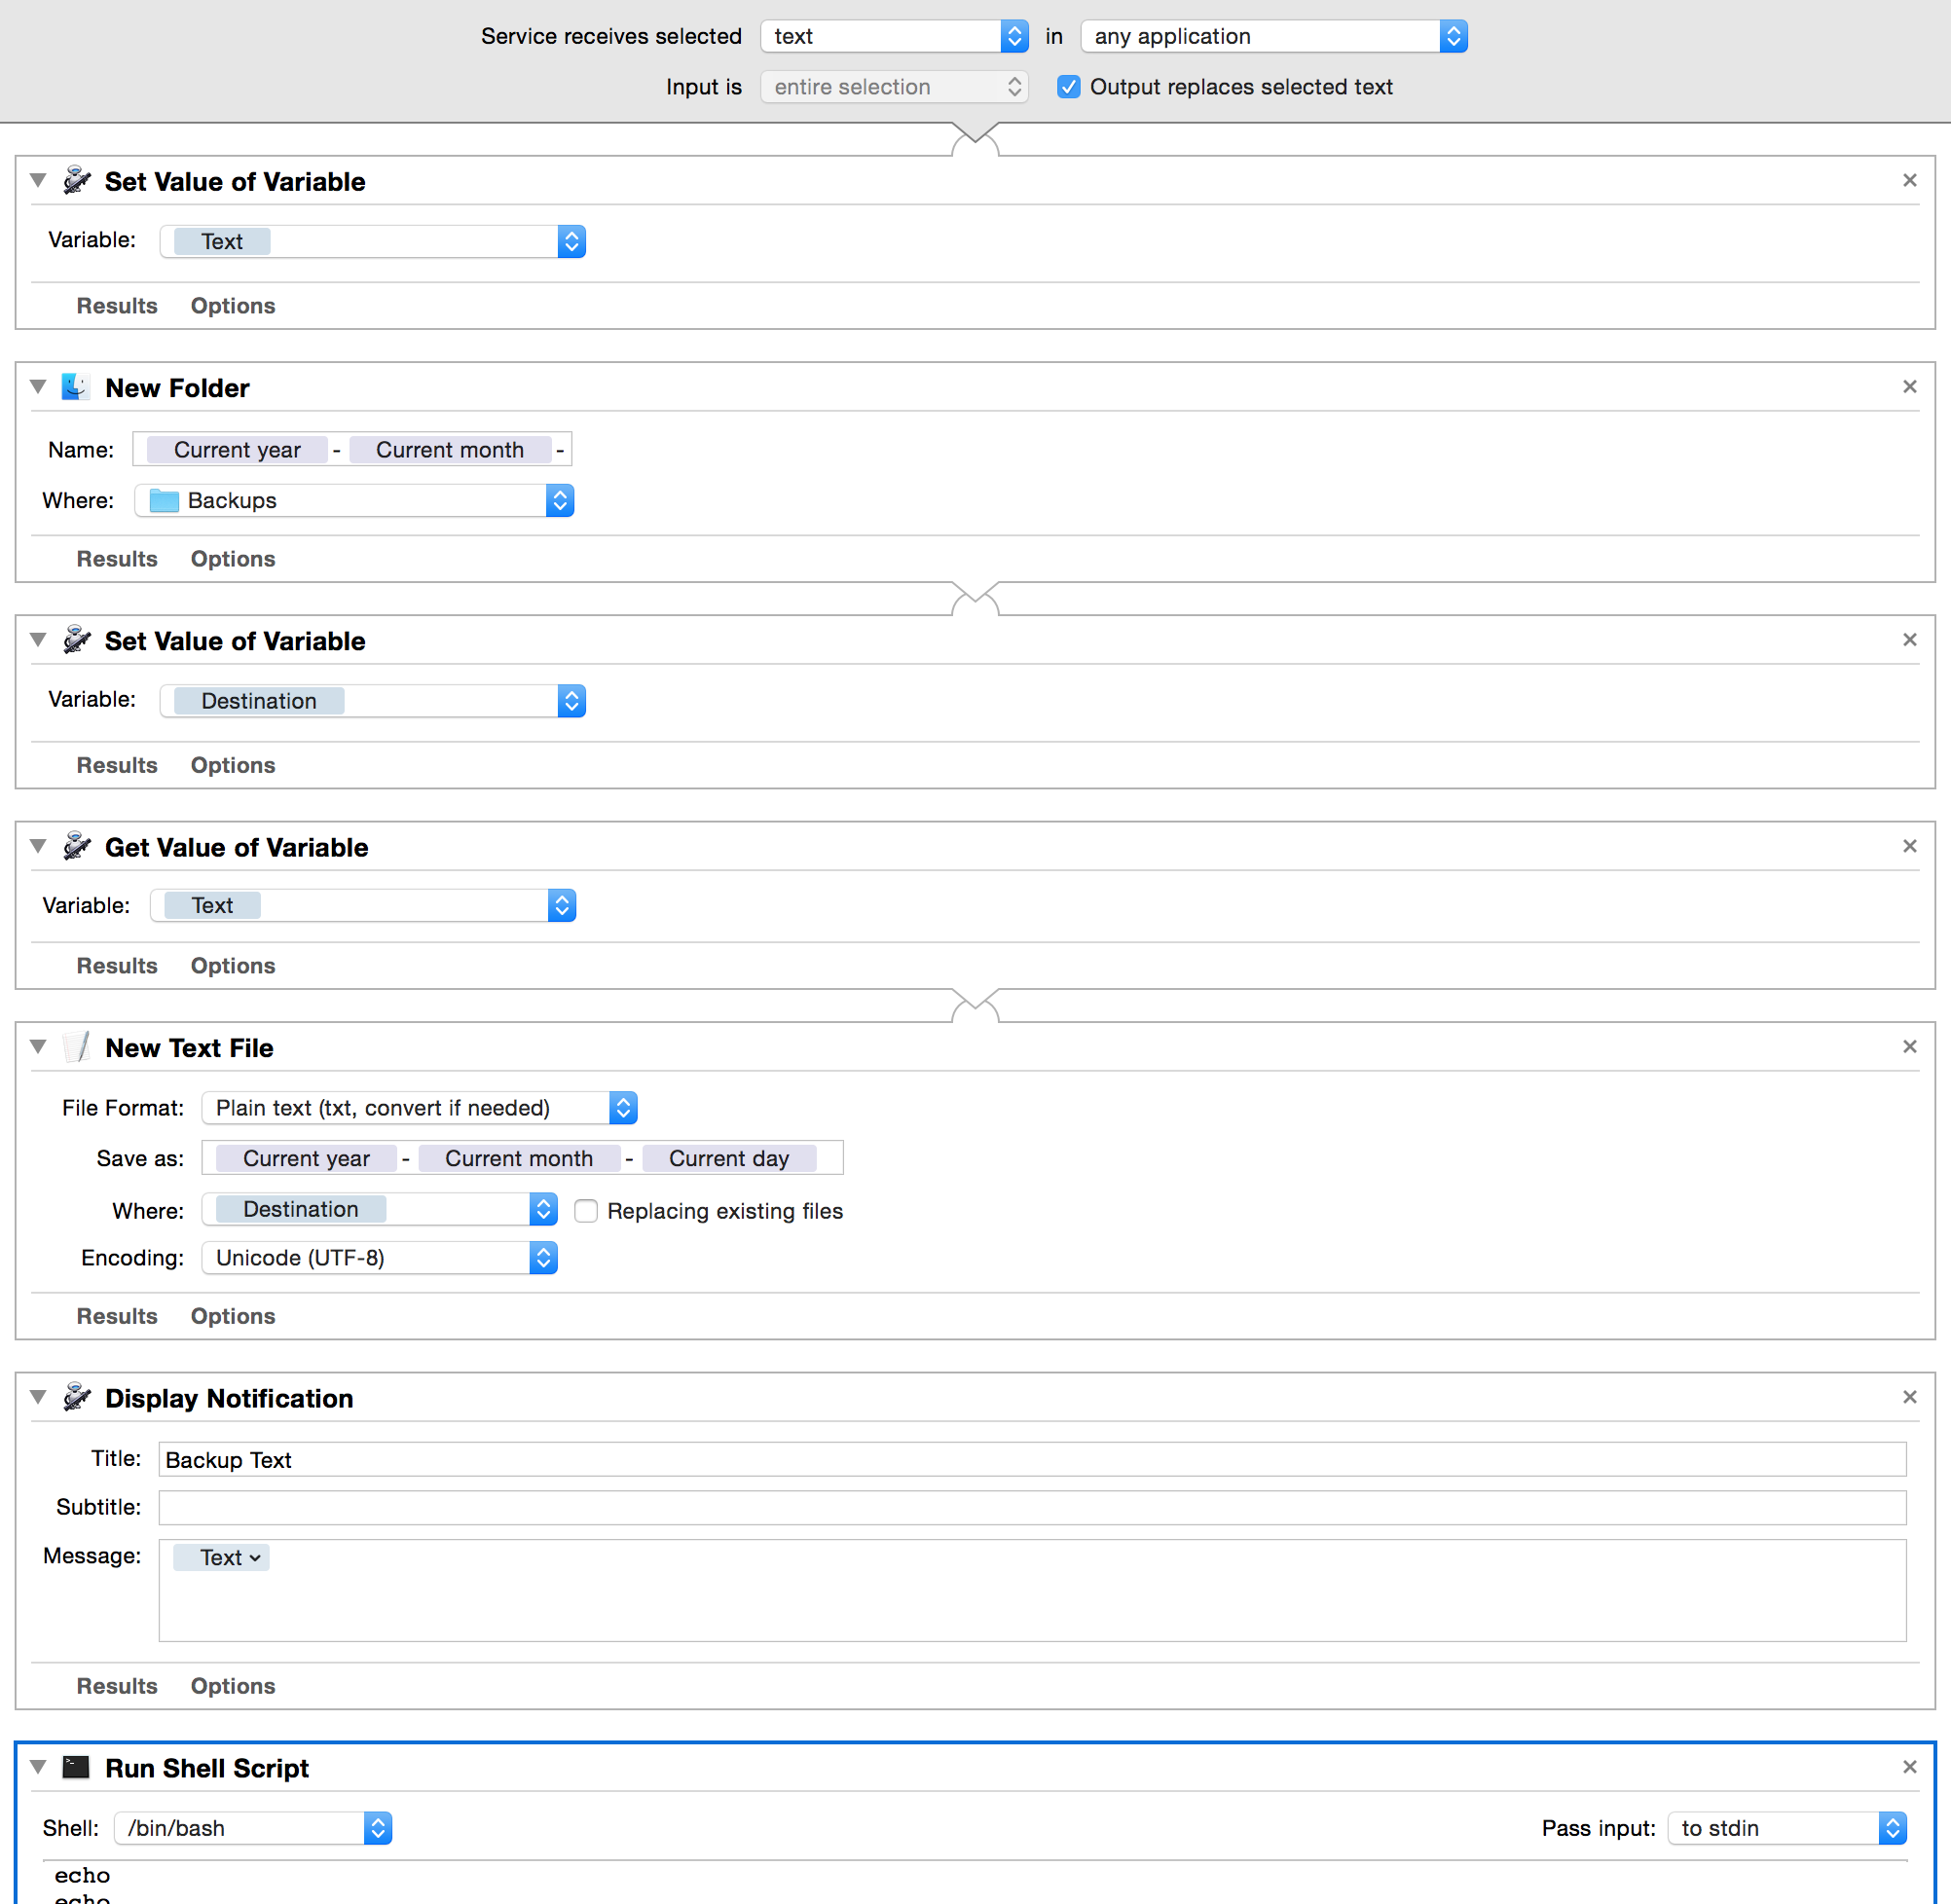 Service receives selected text in any application
Input is entire selection Output replaces selected text
Set Value of Variable
Variable: Text
Results Options
New Folder
Name: Current year - Current month -
Where: Backups
Results Options
Set Value of Variable
Variable: Destination
Results Options
Get Value of Variable
Variable: Text
Results Options
New Text File
File Format: Plain text (txt, convert if needed)
Save as: Current year - Current month - Current day
Where: Destination Replacing existing files
Encoding: Unicode (UTF-8)
Results Options
Display Notification
Title: Backup Text
Subtitle:
Message: Text
Results Options
Run Shell Script
Shell: /bin/bash Pass input: to stdin
echo
echo